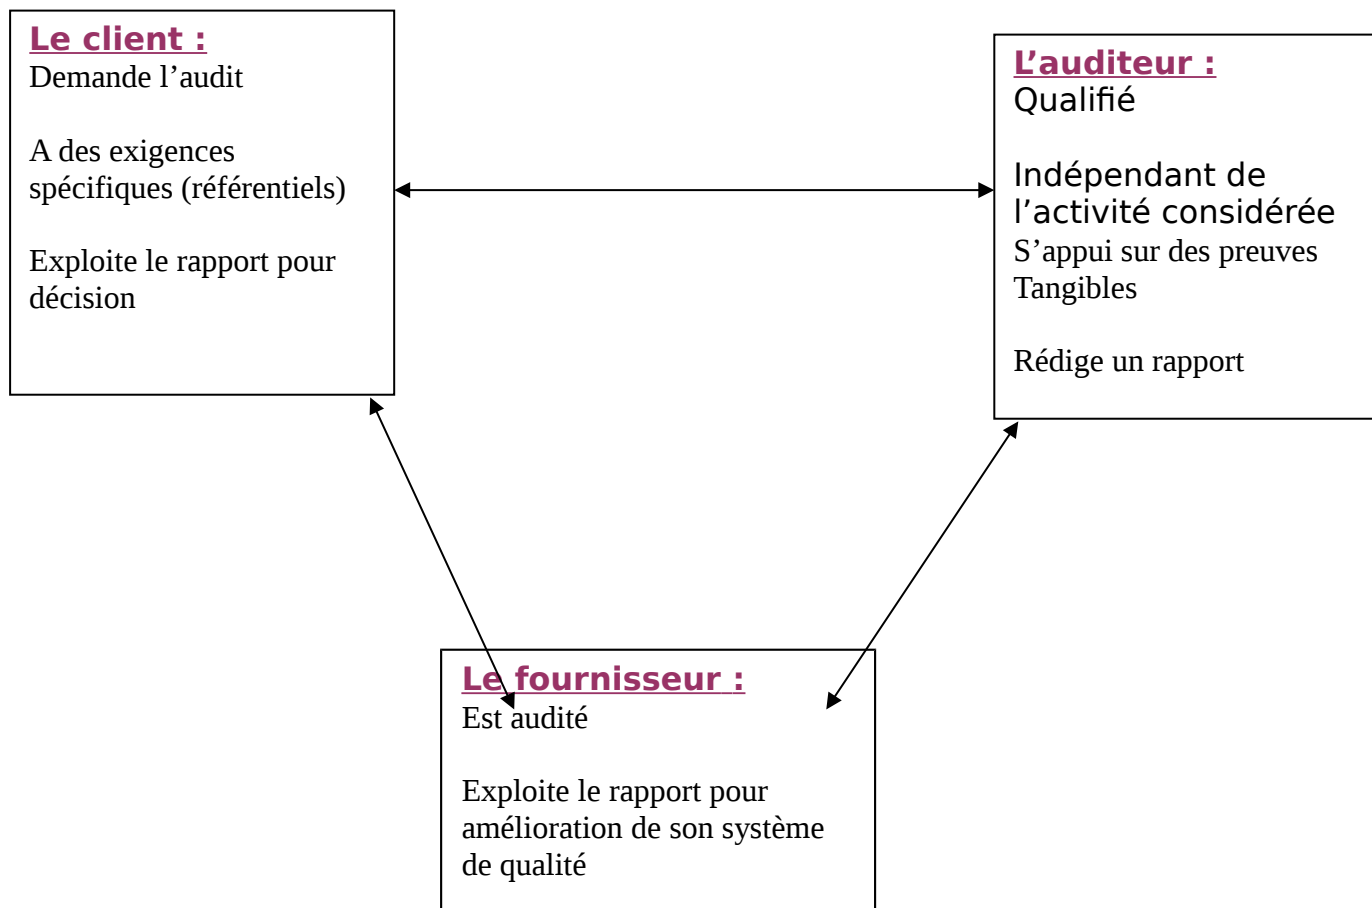 Le client :
Demande l’audit
A des exigences
spécifiques (référentiels)
Exploite le rapport pour
décision
L’auditeur :
Qualifié
Indépendant de
l’activité considérée
S’appui sur des preuves
Tangibles
Rédige un rapport
Le fournisseur :
Est audité
Exploite le rapport pour
amélioration de son système
de qualité